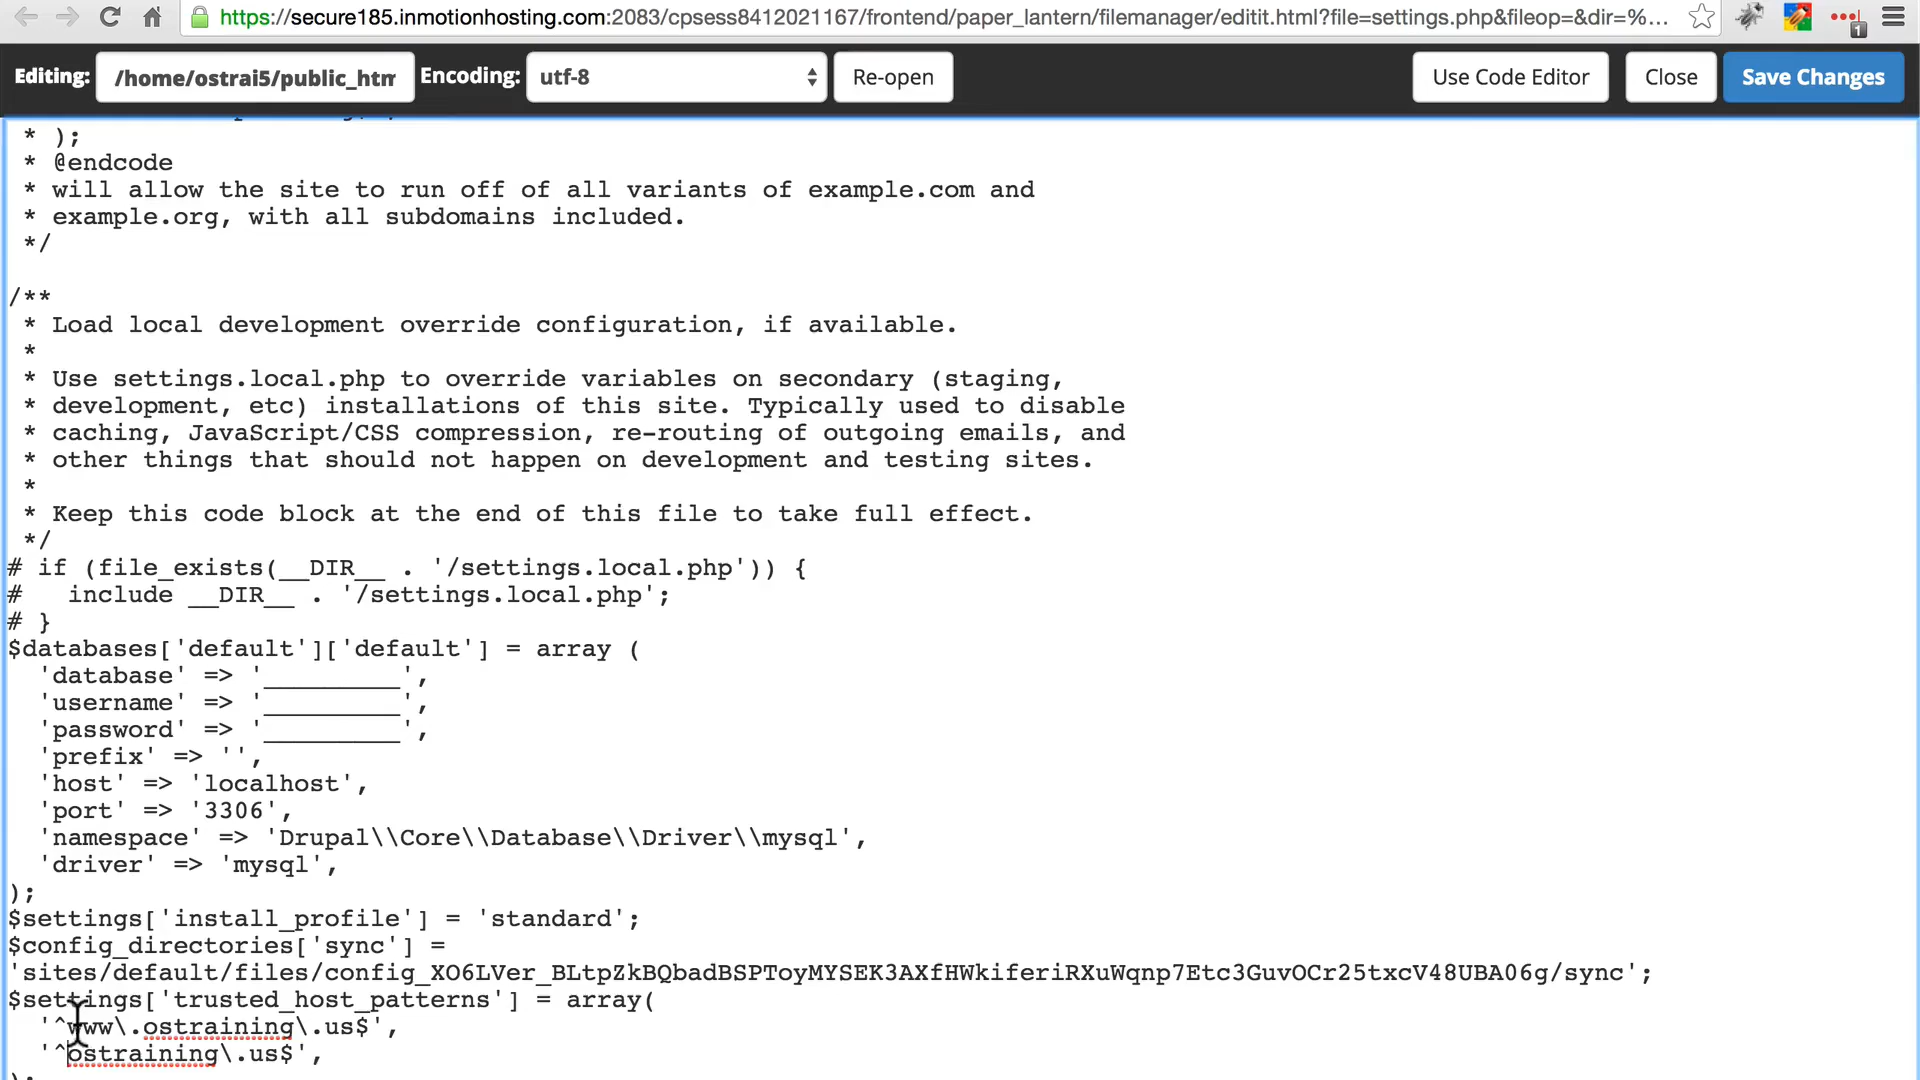 https://secure185.inmotionhosting.com:2083/cpsess8412021167/frontend/paper_lantern/filemanager/editit.html?file=settings.php&fileop=&dir=%...
1
Editing: /home/ostrai5/public_htm Encoding: utf-8 Re-open Use Code Editor Close Save Changes
* );
* @endcode
* will allow the site to run off of all variants of example.com and
* example.org, with all subdomains included.
*/
/**
* Load local development override configuration, if available.
*
* Use settings.local.php to override variables on secondary (staging,
* development, etc) installations of this site. Typically used to disable
* caching, JavaScript/CSS compression, re-routing of outgoing emails, and
* other things that should not happen on development and testing sites.
*
* Keep this code block at the end of this file to take full effect.
*/
# if (file_exists(__DIR__ . '/settings.local.php')) {
#   include __DIR__ . '/settings.local.php';
# }
$databases['default']['default'] = array (
  'database' => '_________',
  'username' => '_________',
  'password' => '_________',
  'prefix' => '',
  'host' => 'localhost',
  'port' => '3306',
  'namespace' => 'Drupal\\Core\\Database\\Driver\\mysql',
  'driver' => 'mysql',
);
$settings['install_profile'] = 'standard';
$config_directories['sync'] =
'sites/default/files/config_XO6LVer_BLtpZkBQbadBSPToyMYSEK3AXfHWkiferiRXuWqnp7Etc3GuvOCr25txcV48UBA06g/sync';
$settings['trusted_host_patterns'] = array(
  '^www\.ostraining\.us$',
  '^ostraining\.us$',